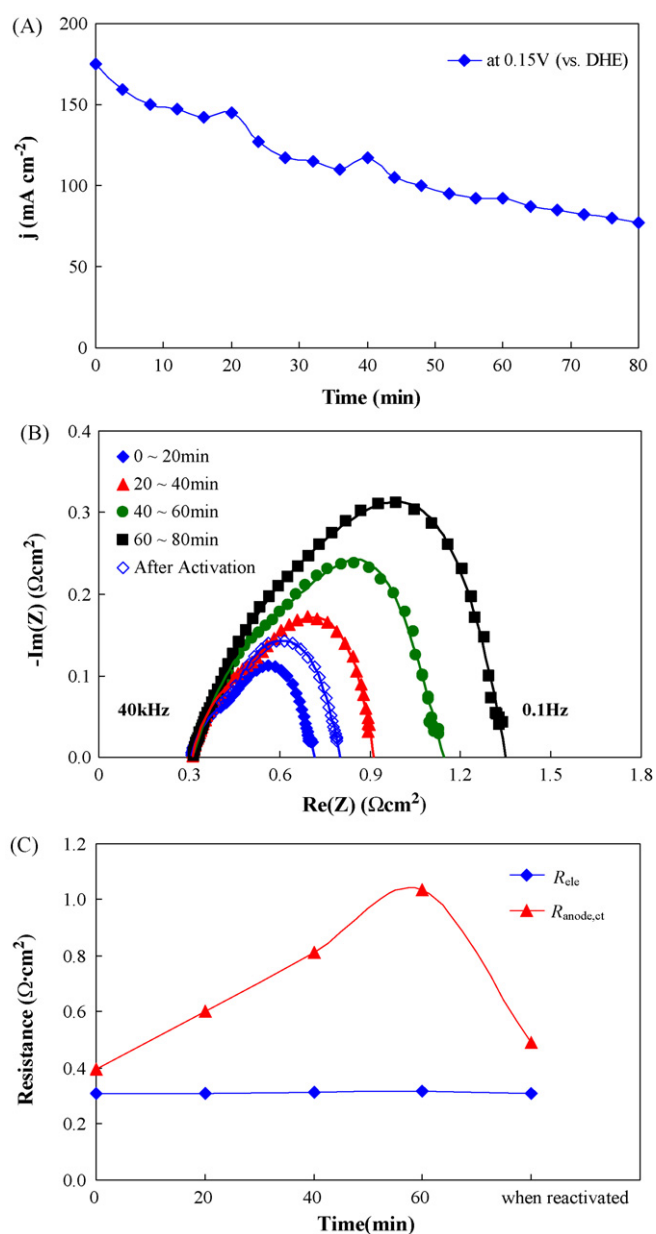 (A)
200
150
100
50
0
j (mA cm⁻²)
at 0.15V (vs. DHE)
0 10 20 30 40 50 60 70 80
Time (min)
(B)
0.4
0.3
0.2
0.1
0.0
-Im(Z) (Ωcm²)
0 ~ 20min
20 ~ 40min
40 ~ 60min
60 ~ 80min
After Activation
40kHz
0.1Hz
0 0.3 0.6 0.9 1.2 1.5 1.8
Re(Z) (Ωcm²)
(C)
1.2
1.0
0.8
0.6
0.4
0.2
0.0
Resistance (Ω·cm²)
Rele
Ranode,ct
0 20 40 60 when reactivated
Time(min)